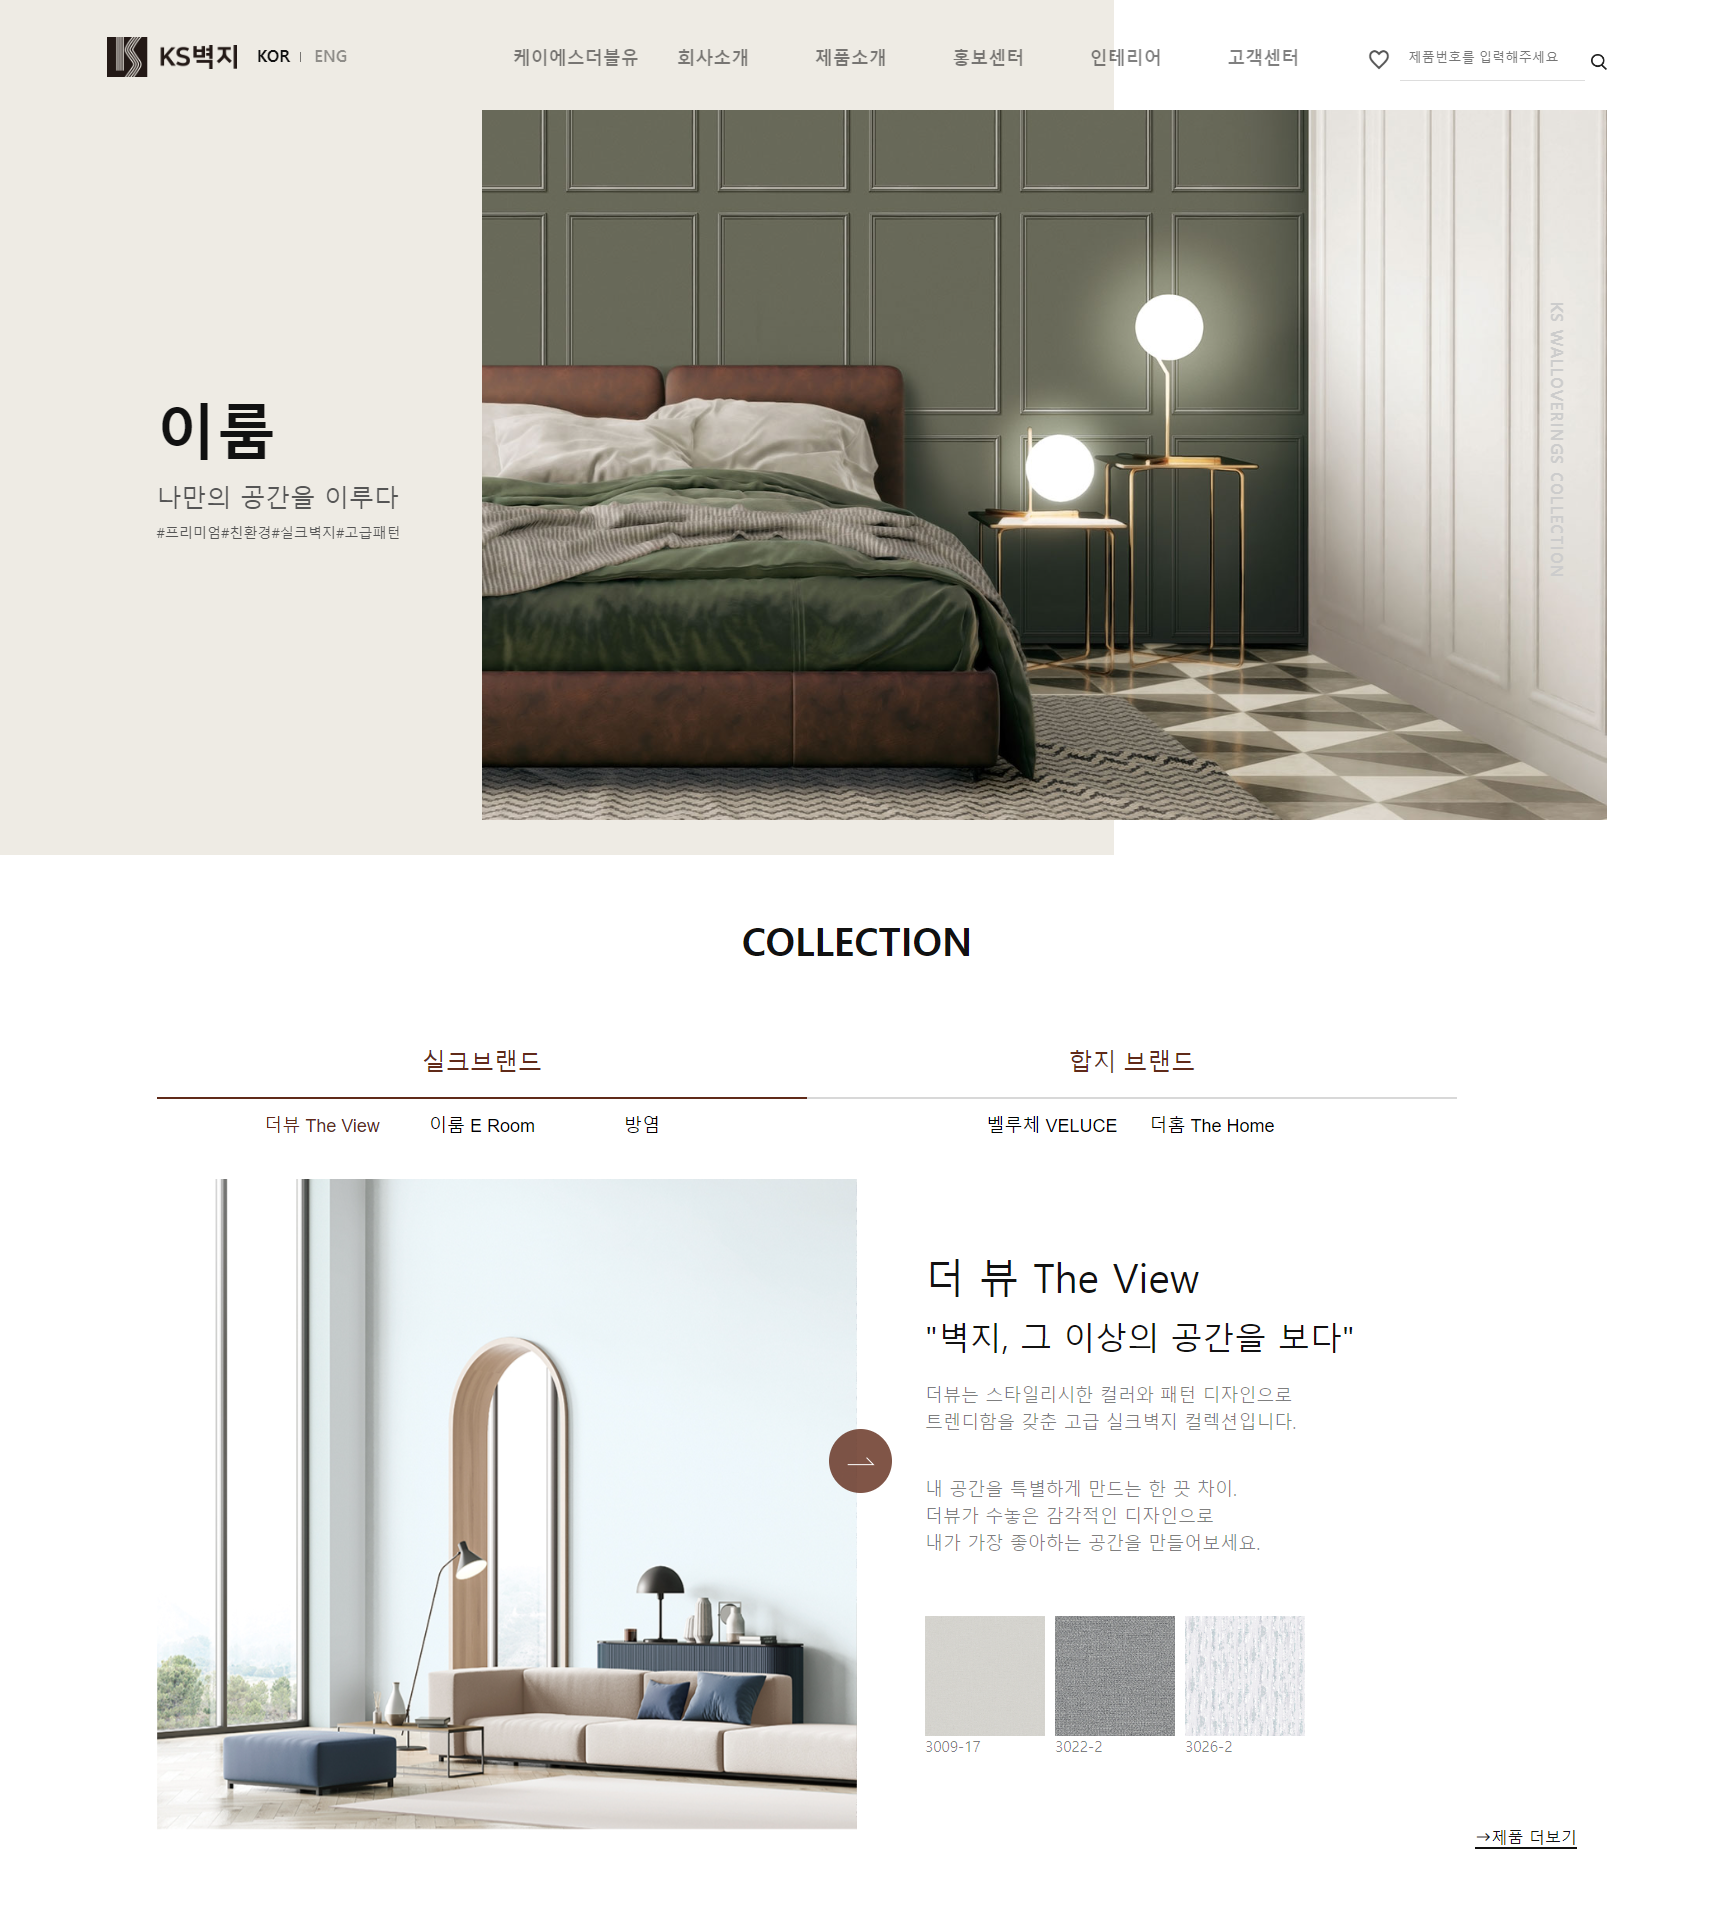 KS벽지
KOR ENG
케이에스더블유 회사소개 제품소개 홍보센터 인테리어 고객센터
제품번호를 입력해주세요
이룸
나만의 공간을 이루다
#프리미엄#친환경#실크벽지#고급패턴
KS WALLOVERINGS COLLECTION
COLLECTION
실크브랜드 합지 브랜드
더뷰 The View 이룸 E Room 방염 벨루체 VELUCE 더홈 The Home
더 뷰 The View
"벽지, 그 이상의 공간을 보다"
더뷰는 스타일리시한 컬러와 패턴 디자인으로
트렌디함을 갖춘 고급 실크벽지 컬렉션입니다.
내 공간을 특별하게 만드는 한 끗 차이.
더뷰가 수놓은 감각적인 디자인으로
내가 가장 좋아하는 공간을 만들어보세요.
3009-17 3022-2 3026-2
→제품 더보기